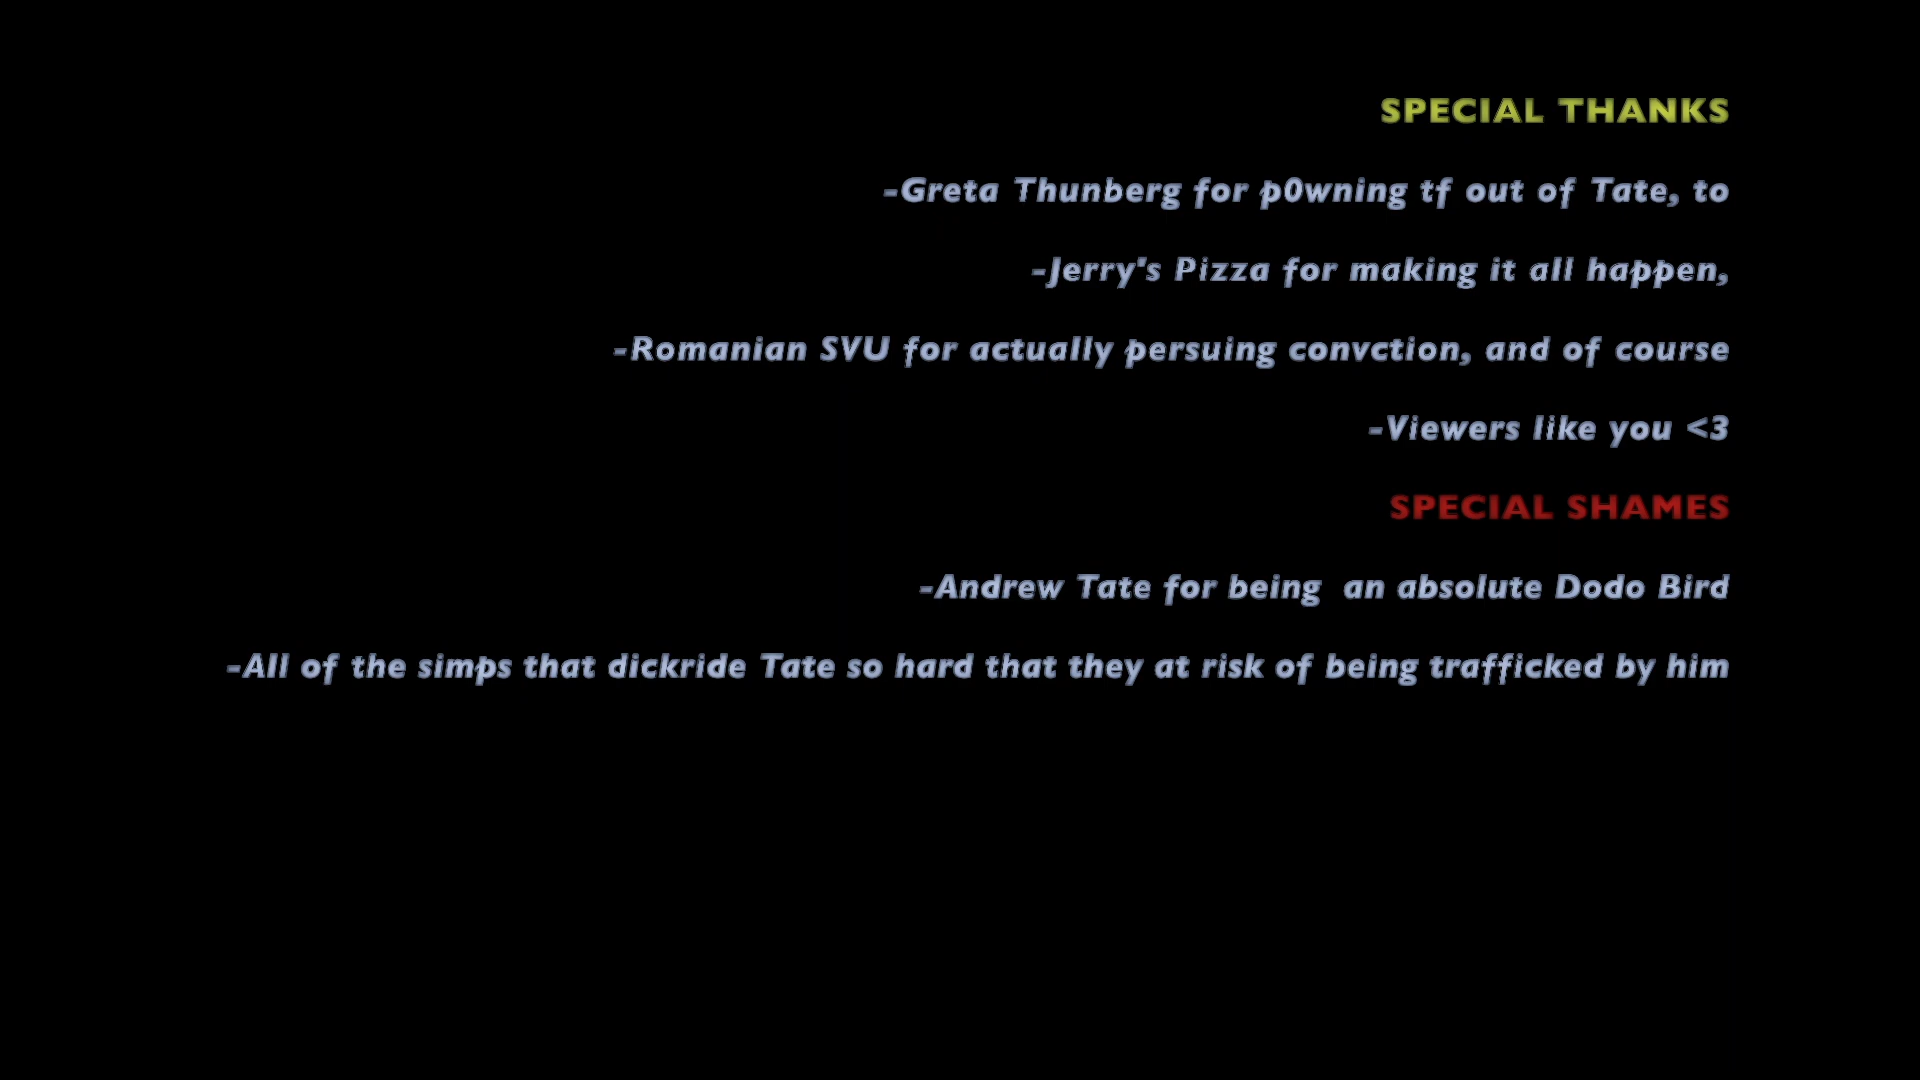 SPECIAL THANKS
-Greta Thunberg for p0wning tf out of Tate, to
-Jerry's Pizza for making it all happen,
-Romanian SVU for actually persuing convction, and of course
-Viewers like you <3
SPECIAL SHAMES
-Andrew Tate for being  an absolute Dodo Bird
-All of the simps that dickride Tate so hard that they at risk of being trafficked by him